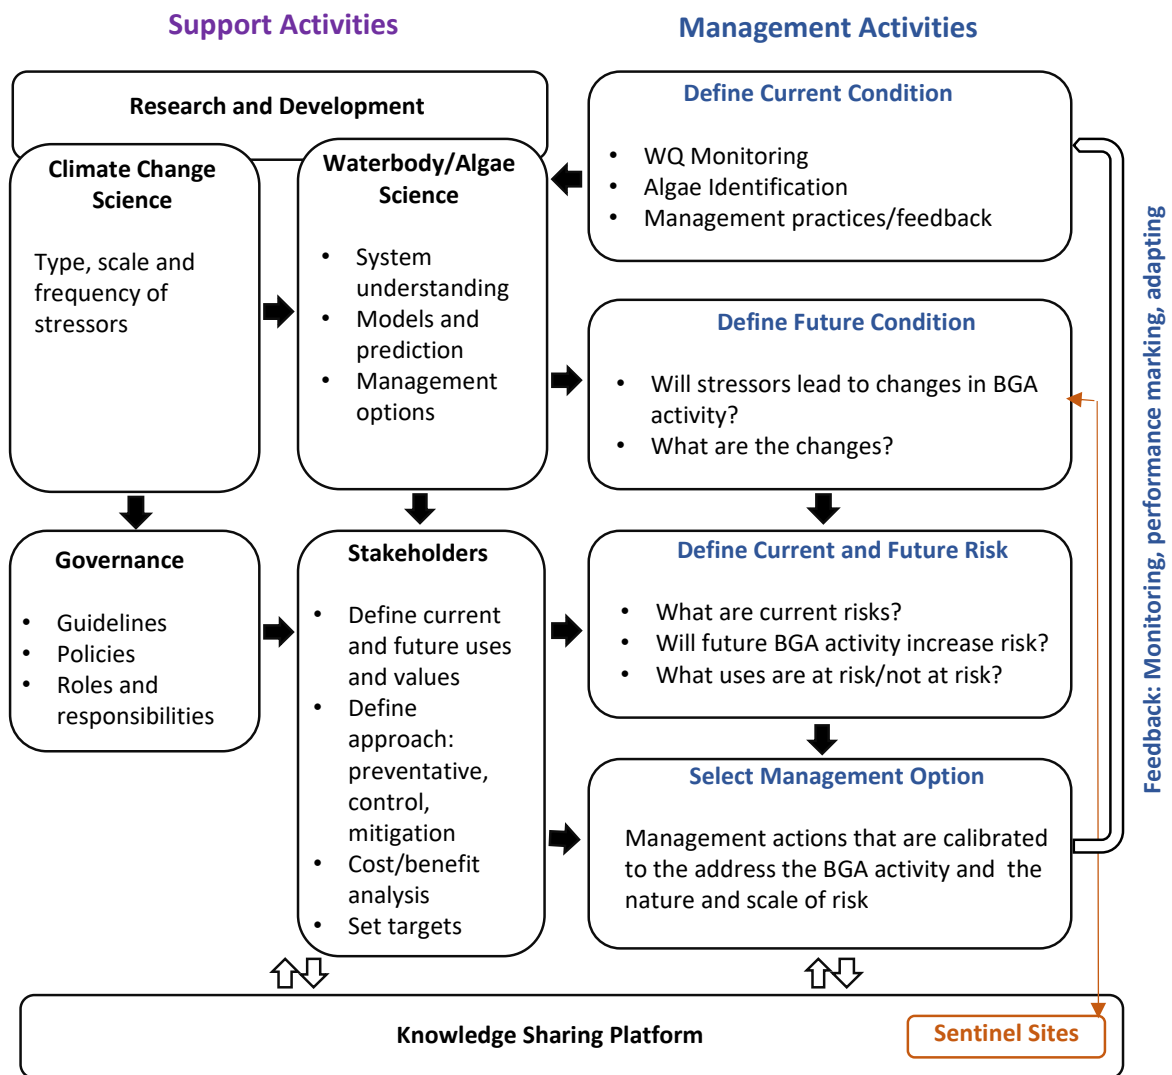 Support Activities
Management Activities
Research and Development
Climate Change
Science
Type, scale and
frequency of
stressors
Waterbody/Algae
Science
• System
understanding
• Models and
prediction
• Management
options
Define Current Condition
• WQ Monitoring
• Algae Identification
• Management practices/feedback
Define Future Condition
• Will stressors lead to changes in BGA
activity?
• What are the changes?
Governance
• Guidelines
• Policies
• Roles and
responsibilities
Stakeholders
• Define current
and future uses
and values
• Define
approach:
preventative,
control,
mitigation
• Cost/benefit
analysis
• Set targets
Define Current and Future Risk
• What are current risks?
• Will future BGA activity increase risk?
• What uses are at risk/not at risk?
Select Management Option
Management actions that are calibrated
to the address the BGA activity and the
nature and scale of risk
Feedback: Monitoring, performance marking, adapting
Knowledge Sharing Platform
Sentinel Sites